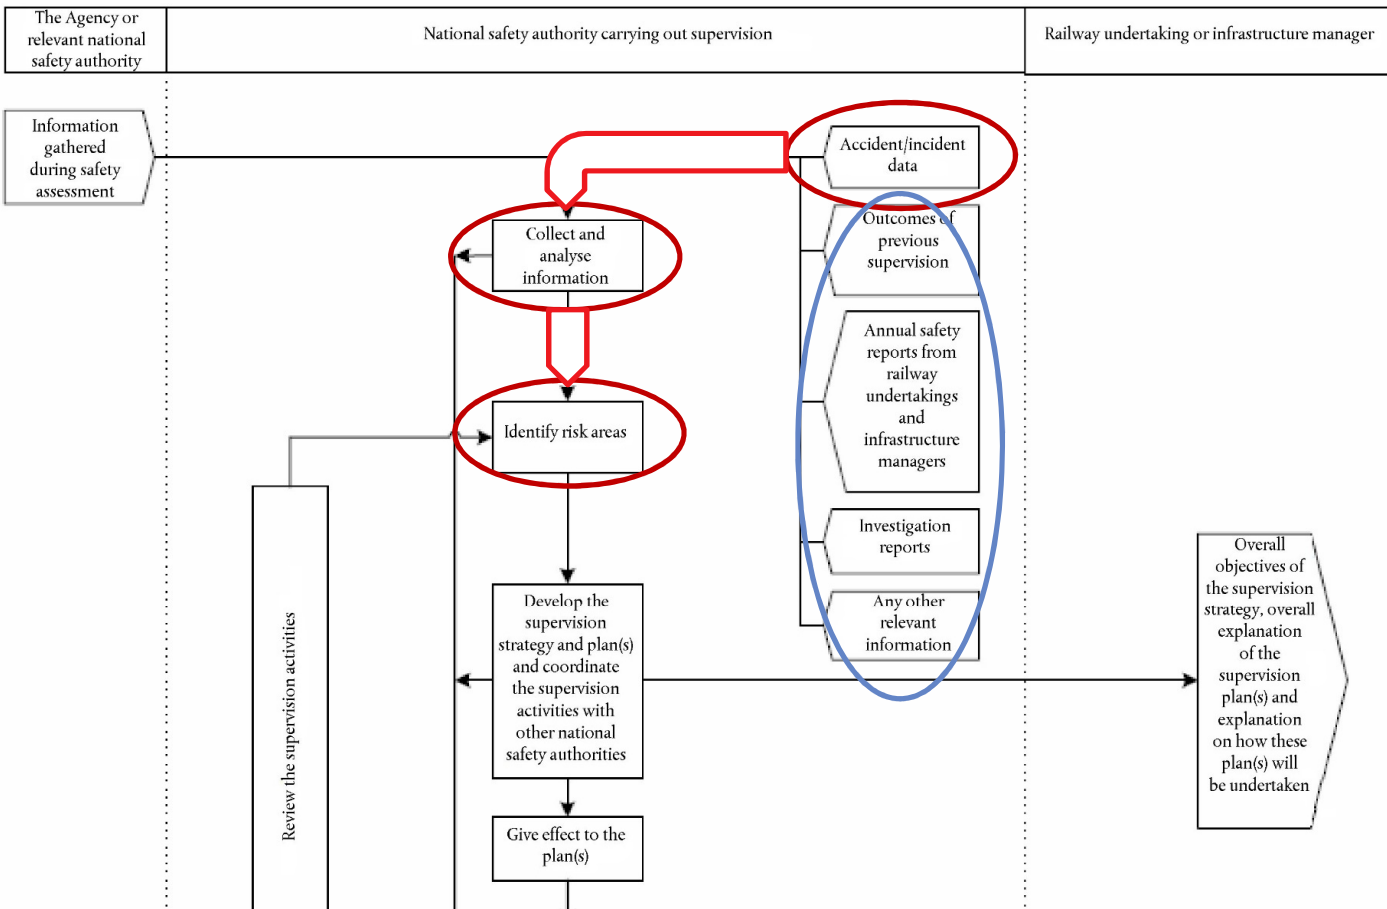 The Agency or
relevant national
safety authority
National safety authority carrying out supervision
Railway undertaking or infrastructure manager
Information
gathered
during safety
assessment
Accident/incident
data
Collect and
analyse
information
Outcomes of
previous
supervision
Annual safety
reports from
railway
undertakings
and
infrastructure
managers
Identify risk areas
Investigation
reports
Any other
relevant
information
Develop the
supervision
strategy and plan(s)
and coordinate
the supervision
activities with
other national
safety authorities
Overall
objectives of
the supervision
strategy, overall
explanation
of the
supervision
plan(s) and
explanation
on how these
plan(s) will
be undertaken
Review the supervision activities
Give effect to the
plan(s)